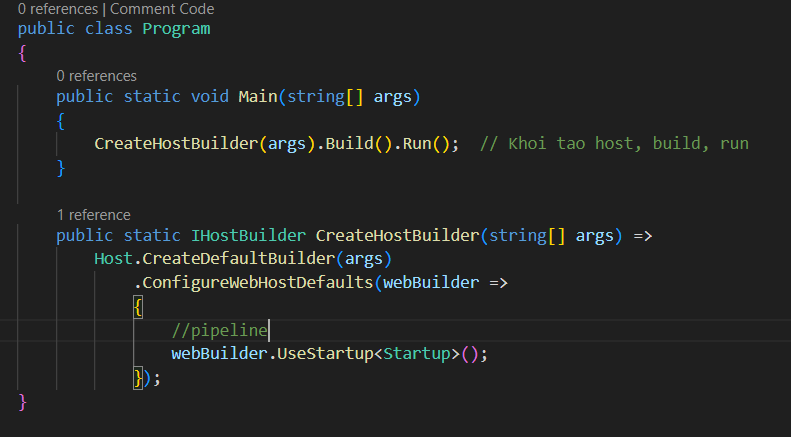 0 references | Comment Code
public class Program
{
0 references
public static void Main(string[] args)
{
CreateHostBuilder(args).Build().Run();  // Khoi tao host, build, run
}
1 reference
public static IHostBuilder CreateHostBuilder(string[] args) =>
Host.CreateDefaultBuilder(args)
.ConfigureWebHostDefaults(webBuilder =>
{
//pipeline
webBuilder.UseStartup<Startup>();
});
}